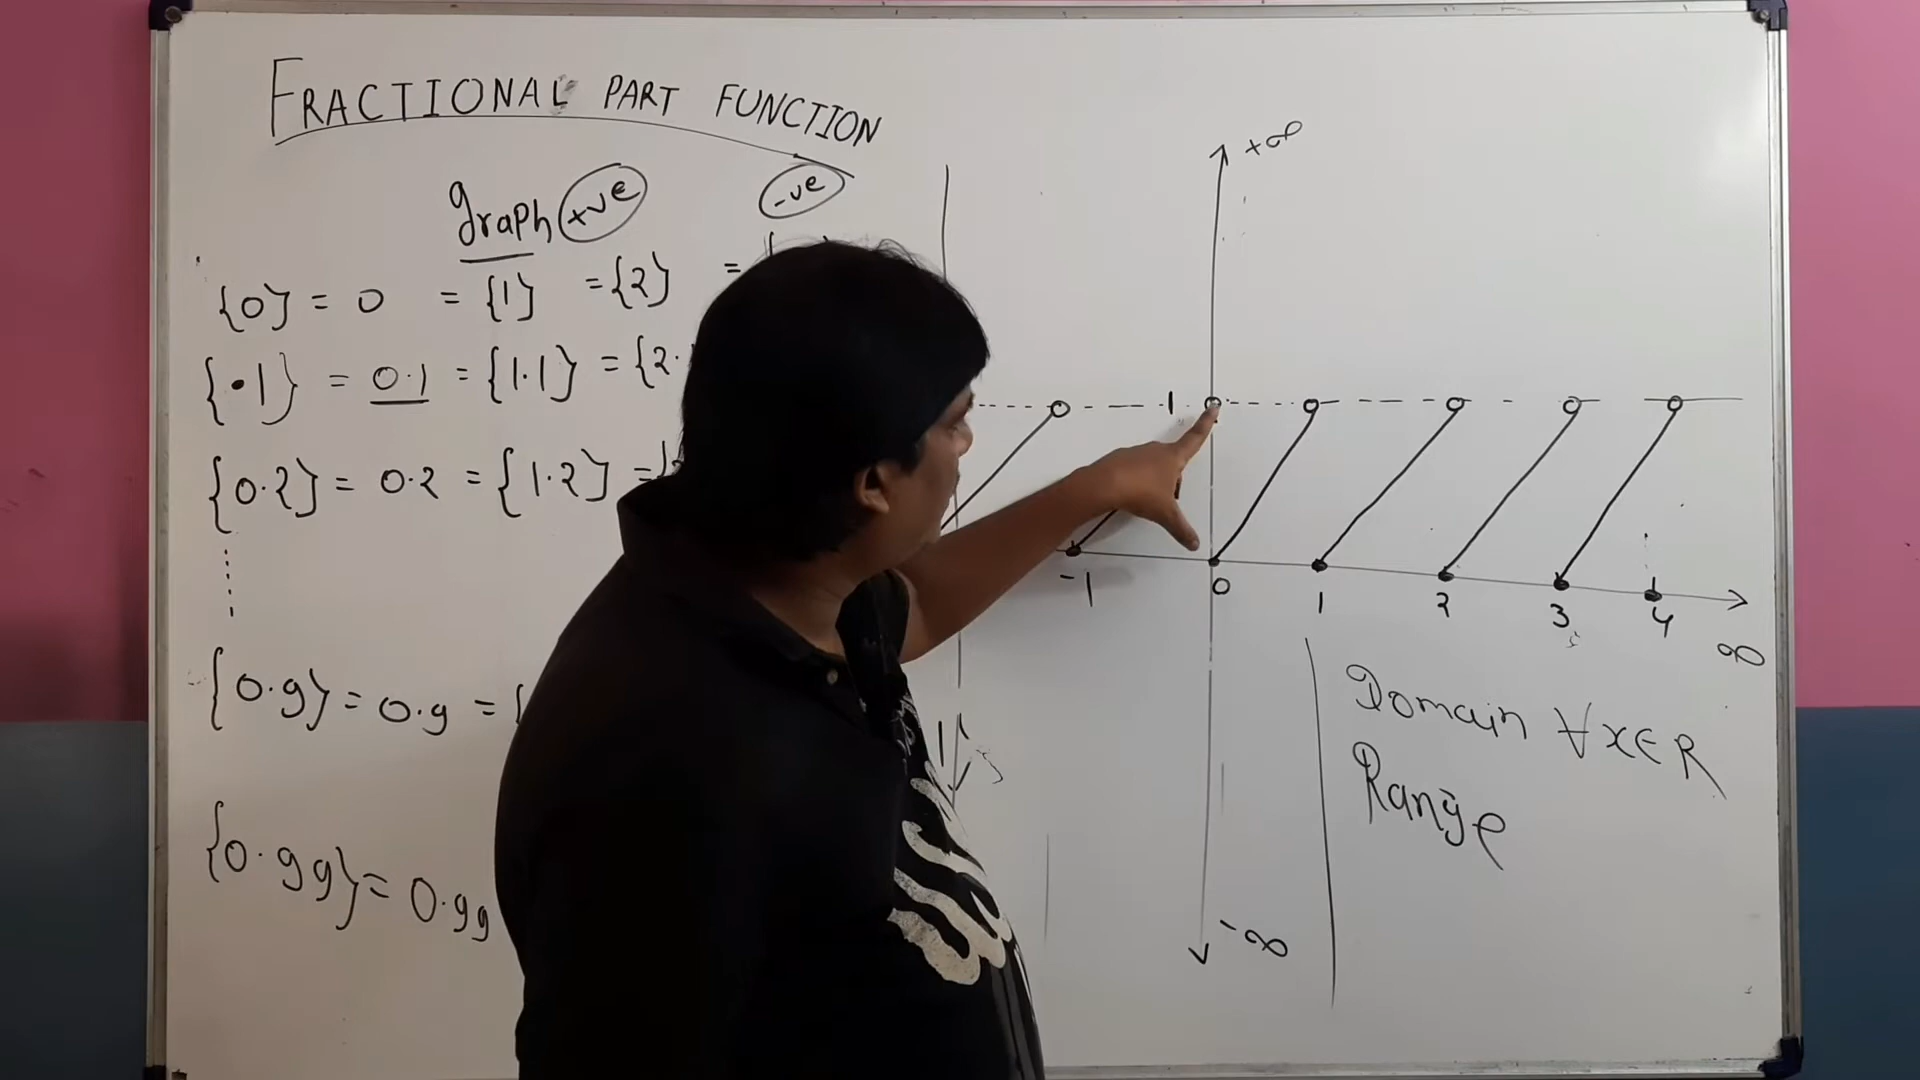 FRACTIONAL PART FUNCTION
graph +ve -ve
{0} = 0 = {1} = {2} =
{•1} = 0.1 = {1.1} = {2.
{0.2} = 0.2 = {1.2} =
{0.9} = 0.9 = {
{0.99} = 0.99
+∞
1
-1 0 1 2 3 4
∞
-∞
Domain ∀x∈R
Range